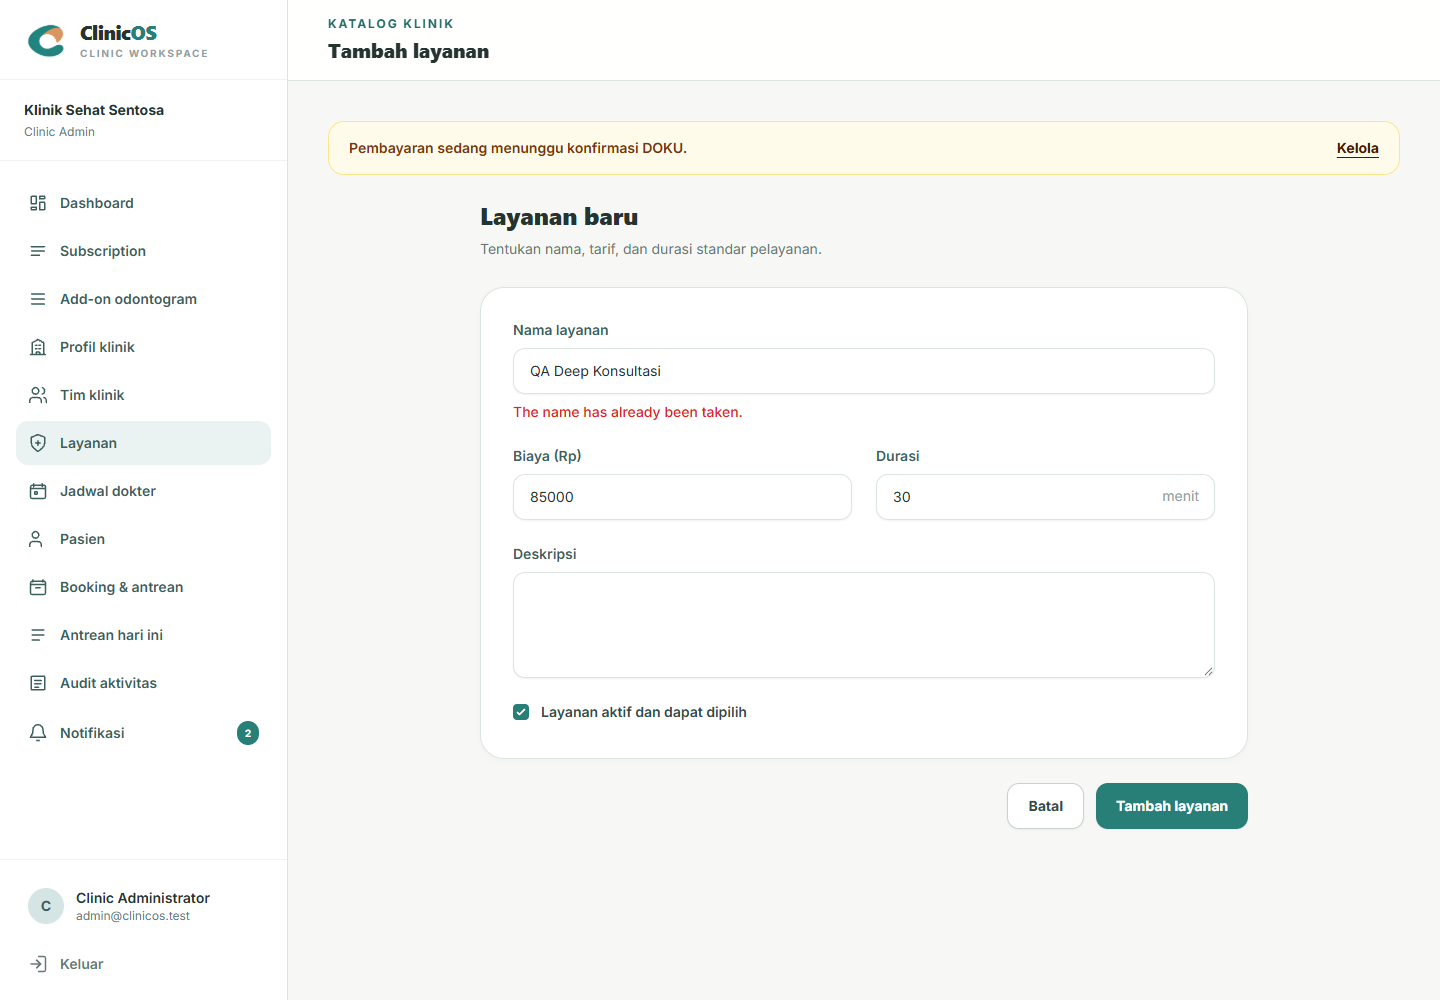 ClinicOS
CLINIC WORKSPACE
Klinik Sehat Sentosa
Clinic Admin
Dashboard
Subscription
Add-on odontogram
Profil klinik
Tim klinik
Layanan
Jadwal dokter
Pasien
Booking & antrean
Antrean hari ini
Audit aktivitas
Notifikasi 2
C
Clinic Administrator
admin@clinicos.test
Keluar
KATALOG KLINIK
Tambah layanan
Pembayaran sedang menunggu konfirmasi DOKU. Kelola
Layanan baru
Tentukan nama, tarif, dan durasi standar pelayanan.
Nama layanan
QA Deep Konsultasi
The name has already been taken.
Biaya (Rp) Durasi
85000 30 menit
Deskripsi
Layanan aktif dan dapat dipilih
Batal Tambah layanan